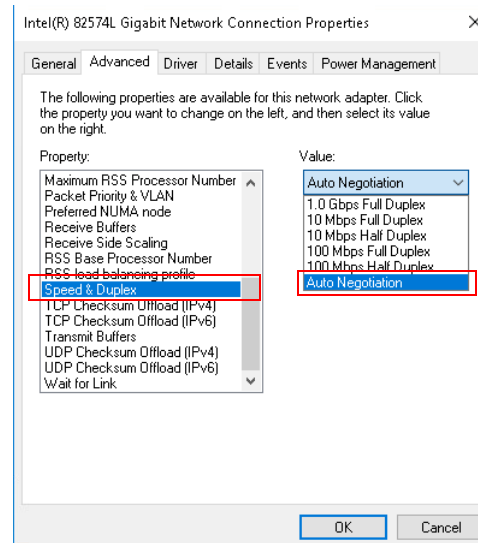 Intel(R) 82574L Gigabit Network Connection Properties
General Advanced Driver Details Events Power Management
The following properties are available for this network adapter. Click
the property you want to change on the left, and then select its value
on the right.
Property:
Maximum RSS Processor Number
Packet Priority & VLAN
Preferred NUMA node
Receive Buffers
Receive Side Scaling
RSS Base Processor Number
RSS load balancing profile
Speed & Duplex
TCP Checksum Offload (IPv4)
TCP Checksum Offload (IPv6)
Transmit Buffers
UDP Checksum Offload (IPv4)
UDP Checksum Offload (IPv6)
Wait for Link
Value:
Auto Negotiation
1.0 Gbps Full Duplex
10 Mbps Full Duplex
10 Mbps Half Duplex
100 Mbps Full Duplex
100 Mbps Half Duplex
Auto Negotiation
OK Cancel